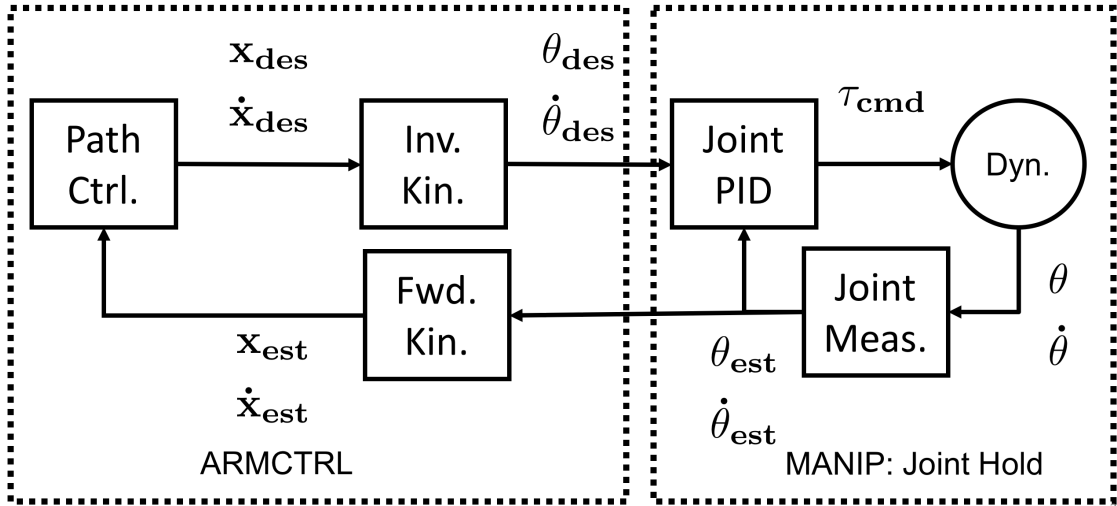 x_des
ẋ_des
θ_des
θ̇_des
τ_cmd
Path
Ctrl.
Inv.
Kin.
Joint
PID
Dyn.
Fwd.
Kin.
Joint
Meas.
θ
θ̇
x_est
ẋ_est
θ_est
θ̇_est
ARMCTRL
MANIP: Joint Hold